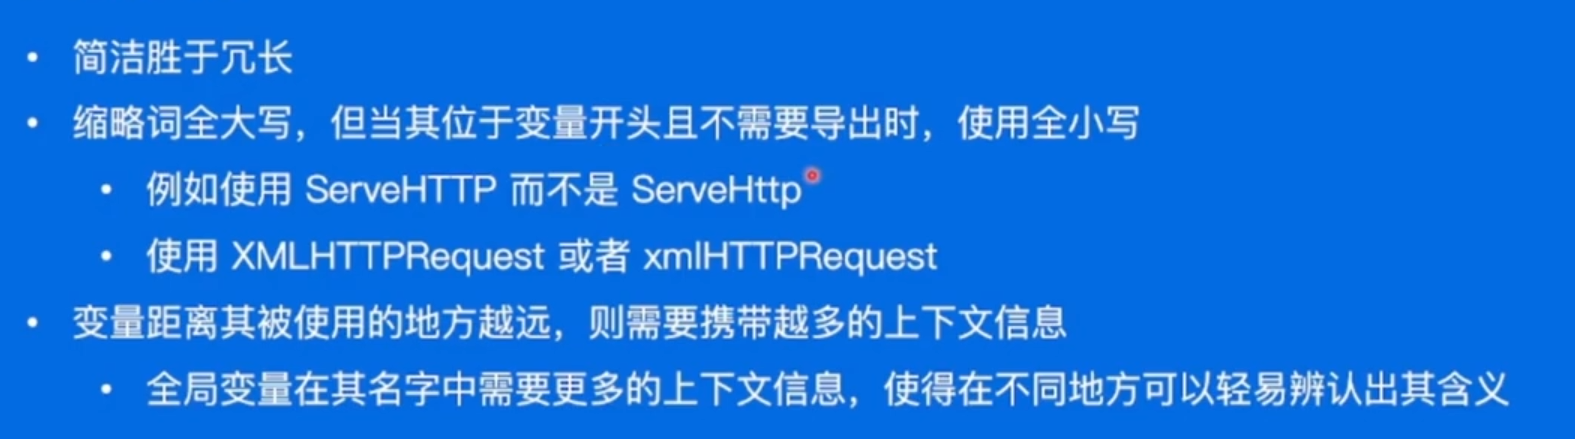 • 简洁胜于冗长
• 缩略词全大写，但当其位于变量开头且不需要导出时，使用全小写
• 例如使用 ServeHTTP 而不是 ServeHttp
• 使用 XMLHTTPRequest 或者 xmlHTTPRequest
• 变量距离其被使用的地方越远，则需要携带越多的上下文信息
• 全局变量在其名字中需要更多的上下文信息，使得在不同地方可以轻易辨认出其含义